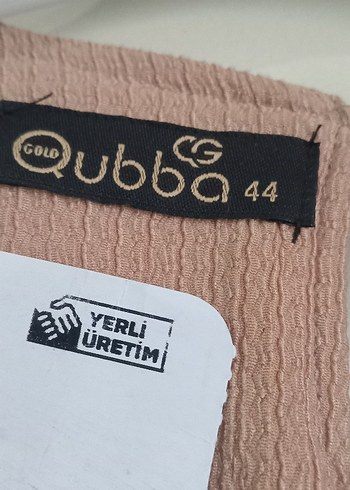 GOLD
CG
Qubba 44
YERLİ
ÜRETİM